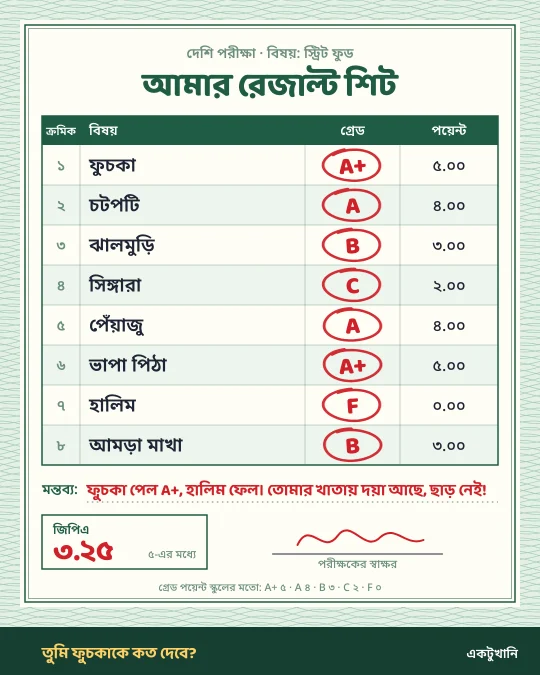 দেশি পরীক্ষা · বিষয়: স্ট্রিট ফুড
আমার রেজাল্ট শিট
ক্রমিক বিষয় গ্রেড পয়েন্ট
১ ফুচকা A+ ৫.০০
২ চটপটি A ৪.০০
৩ ঝালমুড়ি B ৩.০০
৪ সিঙ্গারা C ২.০০
৫ পেঁয়াজু A ৪.০০
৬ ভাপা পিঠা A+ ৫.০০
৭ হালিম F ০.০০
৮ আমড়া মাখা B ৩.০০
মন্তব্য: ফুচকা পেল A+, হালিম ফেল। তোমার খাতায় দয়া আছে, ছাড় নেই!
জিপিএ
৩.২৫ ৫-এর মধ্যে
পরীক্ষকের স্বাক্ষর
গ্রেড পয়েন্ট স্কুলের মতো: A+ ৫ · A ৪ · B ৩ · C ২ · F ০
তুমি ফুচকাকে কত দেবে? একটুখানি